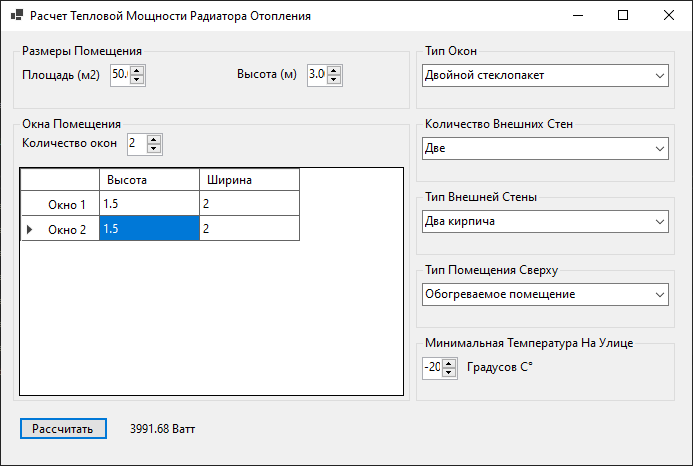 Расчет Тепловой Мощности Радиатора Отопления
Размеры Помещения
Площадь (м2) 50. Высота (м) 3.0
Окна Помещения
Количество окон 2
Высота Ширина
Окно 1 1.5 2
Окно 2 1.5 2
Тип Окон
Двойной стеклопакет
Количество Внешних Стен
Две
Тип Внешней Стены
Два кирпича
Тип Помещения Сверху
Обогреваемое помещение
Минимальная Температура На Улице
-20 Градусов C°
Рассчитать 3991.68 Ватт